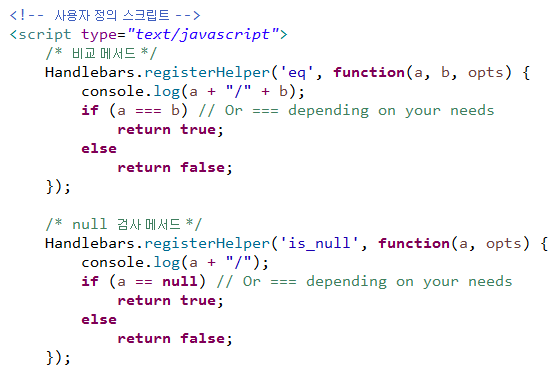 <!-- 사용자 정의 스크립트 -->
<script type="text/javascript">
/* 비교 메서드 */
Handlebars.registerHelper('eq', function(a, b, opts) {
console.log(a + "/" + b);
if (a === b) // Or === depending on your needs
return true;
else
return false;
});
/* null 검사 메서드 */
Handlebars.registerHelper('is_null', function(a, opts) {
console.log(a + "/");
if (a == null) // Or === depending on your needs
return true;
else
return false;
});